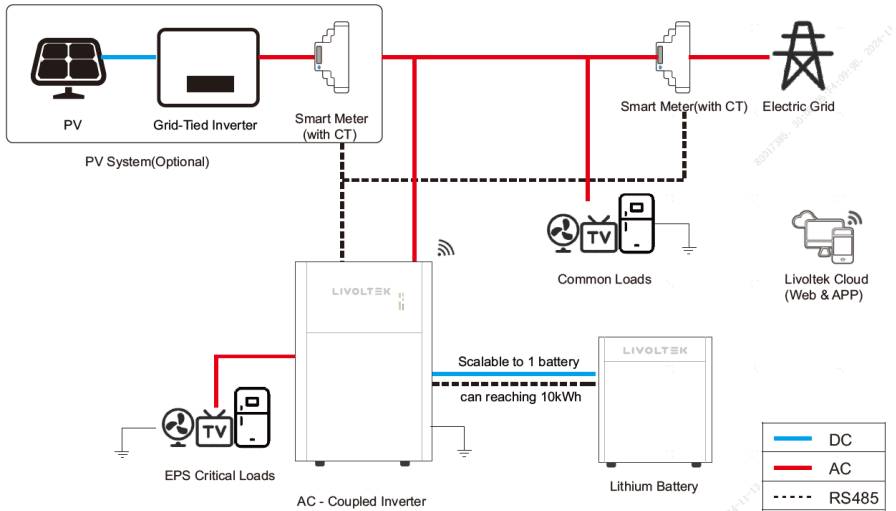 PV
Grid-Tied Inverter
Smart Meter
(with CT)
Smart Meter(with CT)
Electric Grid
PV System(Optional)
TV
Common Loads
Livoltek Cloud
(Web & APP)
LIVOLTEK
Scalable to 1 battery
can reaching 10kWh
LIVOLTEK
TV
EPS Critical Loads
AC - Coupled Inverter
Lithium Battery
DC
AC
RS485